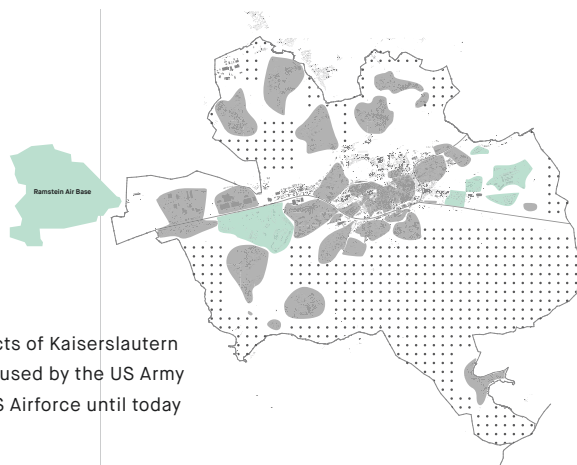 Ramstein Air Base
cts of Kaiserslautern
used by the US Army
S Airforce until today